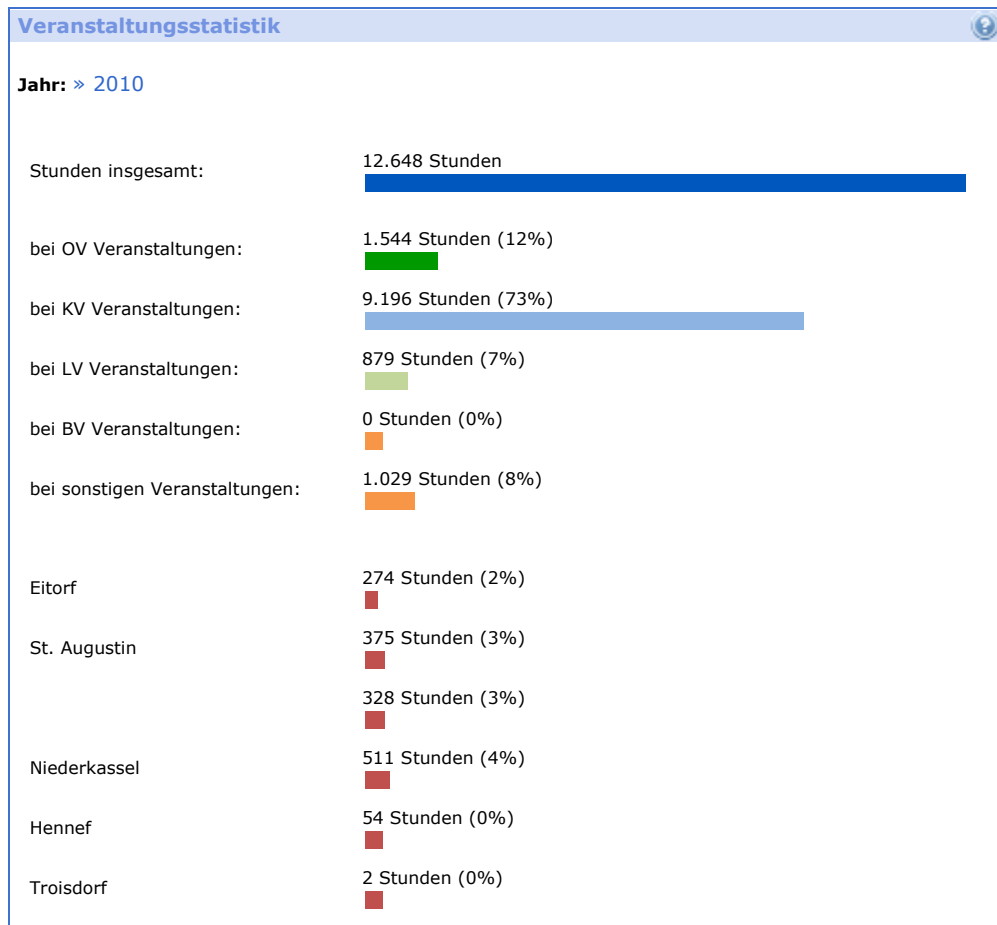 Veranstaltungsstatistik
?
Jahr: » 2010
Stunden insgesamt:
12.648 Stunden
bei OV Veranstaltungen:
1.544 Stunden (12%)
bei KV Veranstaltungen:
9.196 Stunden (73%)
bei LV Veranstaltungen:
879 Stunden (7%)
bei BV Veranstaltungen:
0 Stunden (0%)
bei sonstigen Veranstaltungen:
1.029 Stunden (8%)
Eitorf
274 Stunden (2%)
St. Augustin
375 Stunden (3%)
328 Stunden (3%)
Niederkassel
511 Stunden (4%)
Hennef
54 Stunden (0%)
Troisdorf
2 Stunden (0%)